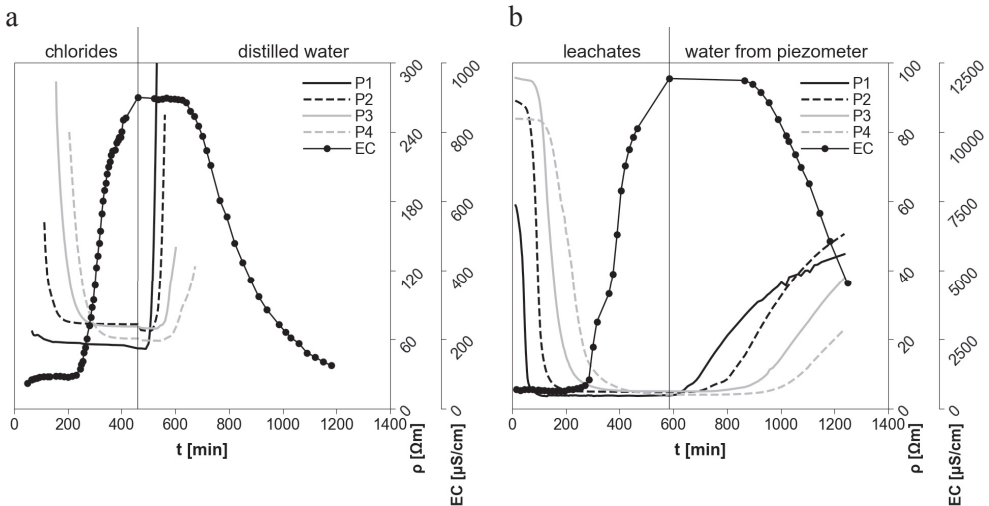 a
chlorides
distilled water
P1
P2
P3
P4
EC
300
240
180
120
60
0
1000
800
600
400
200
0
0
200
400
600
800
1000
1200
1400
t [min]
ρ [Ωm]
EC [µS/cm]
b
leachates
water from piezometer
P1
P2
P3
P4
EC
100
80
60
40
20
0
12500
10000
7500
5000
2500
0
0
200
400
600
800
1000
1200
1400
t [min]
ρ [Ωm]
EC [µS/cm]